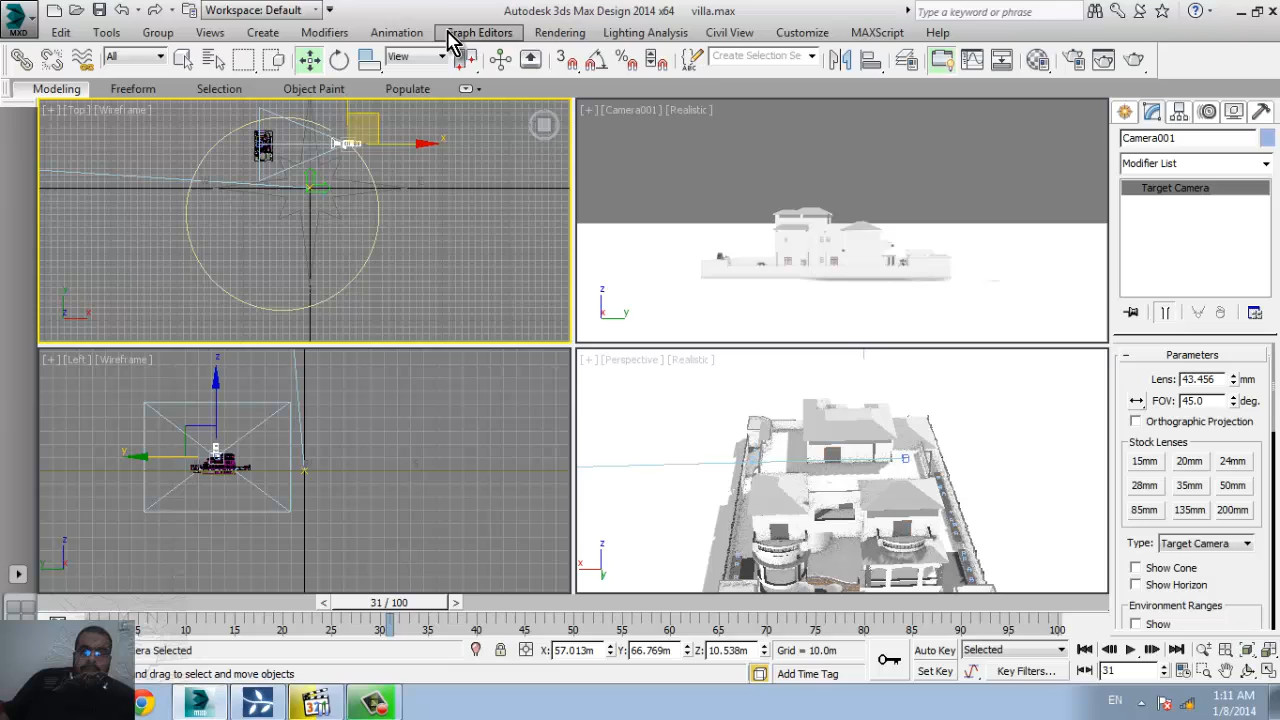 MXD
Workspace: Default
Autodesk 3ds Max Design 2014 x64 villa.max
Type a keyword or phrase
Edit Tools Group Views Create Modifiers Animation Graph Editors Rendering Lighting Analysis Civil View Customize MAXScript Help
All
View
3
Create Selection Se
Modeling Freeform Selection Object Paint Populate
[+] [Top] [Wireframe]
x
y
x
[+] [Camera001] [Realistic]
z
x y
[+] [Left] [Wireframe]
z
y
x
z
[+] [Perspective] [Realistic]
z
x
y
Camera001
Modifier List
Target Camera
Parameters
Lens: 43.456 mm
FOV: 45.0 deg.
Orthographic Projection
Stock Lenses
15mm 20mm 24mm
28mm 35mm 50mm
85mm 135mm 200mm
Type: Target Camera
Show Cone
Show Horizon
Environment Ranges
Show
31 / 100
5 10 15 20 25 30 35 40 45 50 55 60 65 70 75 80 85 90 95 100
era Selected
X: 57.013m Y: 66.769m Z: 10.538m Grid = 10.0m
Auto Key Selected
and drag to select and move objects
Add Time Tag
Set Key Key Filters...
31
EN
1:11 AM
1/8/2014